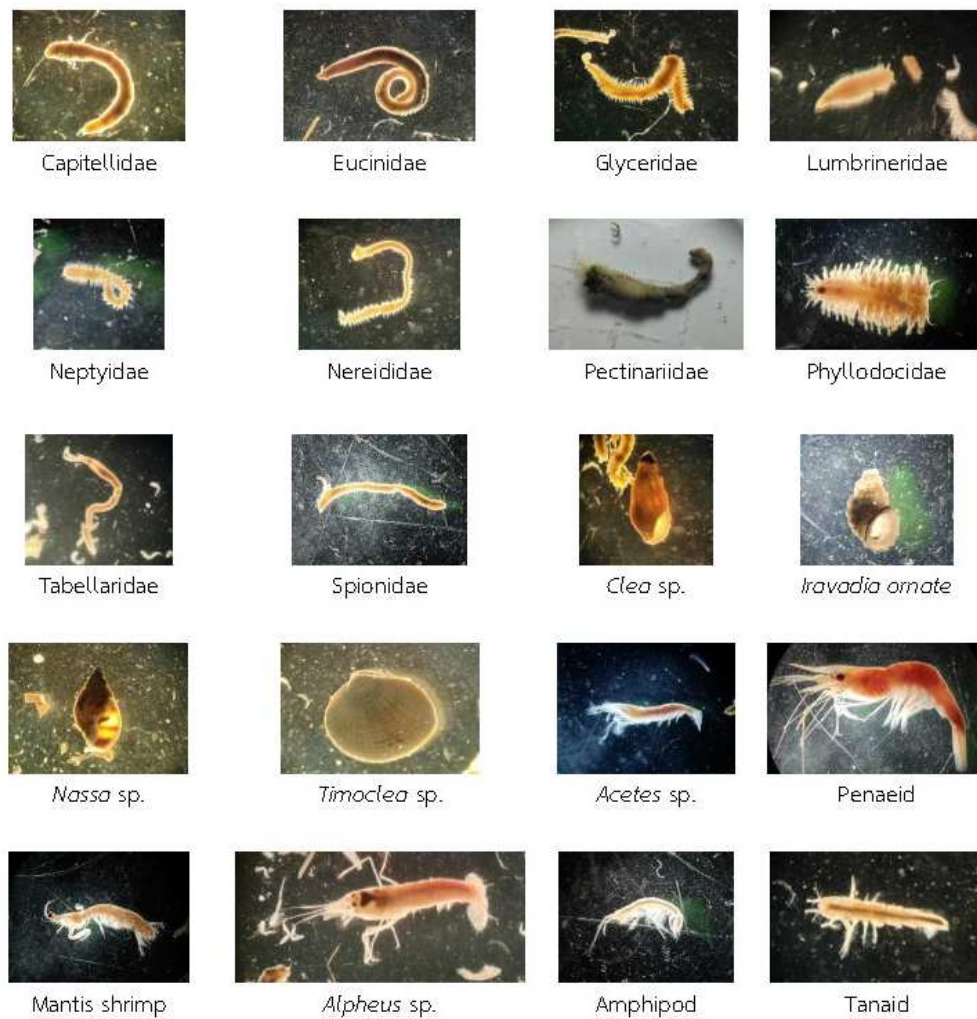 Capitellidae
Eucinidae
Glyceridae
Lumbrineridae
Neptyidae
Nereididae
Pectinariidae
Phyllodocidae
Tabellaridae
Spionidae
Clea sp.
Iravadia ornate
Nassa sp.
Timoclea sp.
Acetes sp.
Penaeid
Mantis shrimp
Alpheus sp.
Amphipod
Tanaid